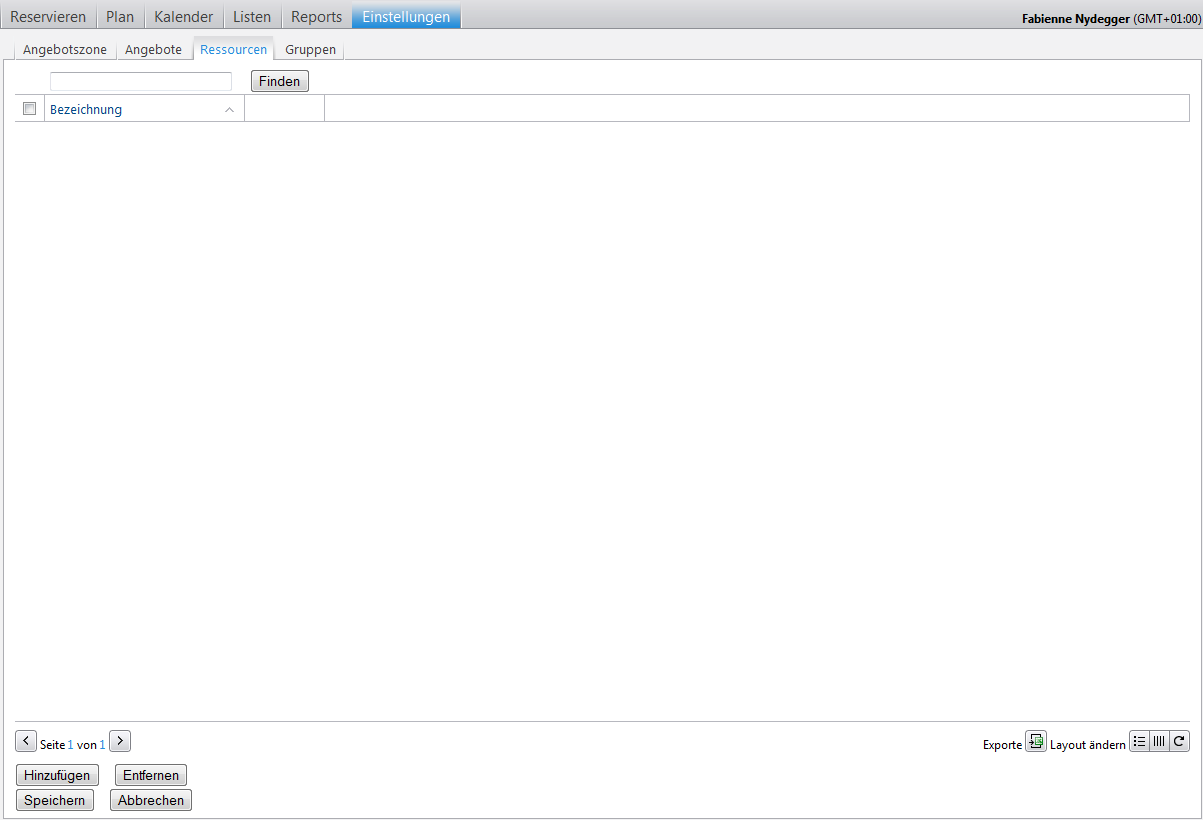 Reservieren Plan Kalender Listen Reports Einstellungen Fabienne Nydegger (GMT+01:00)
Angebotszone Angebote Ressourcen Gruppen
Finden
Bezeichnung
Seite 1 von 1 Exporte Layout ändern
Hinzufügen Entfernen
Speichern Abbrechen